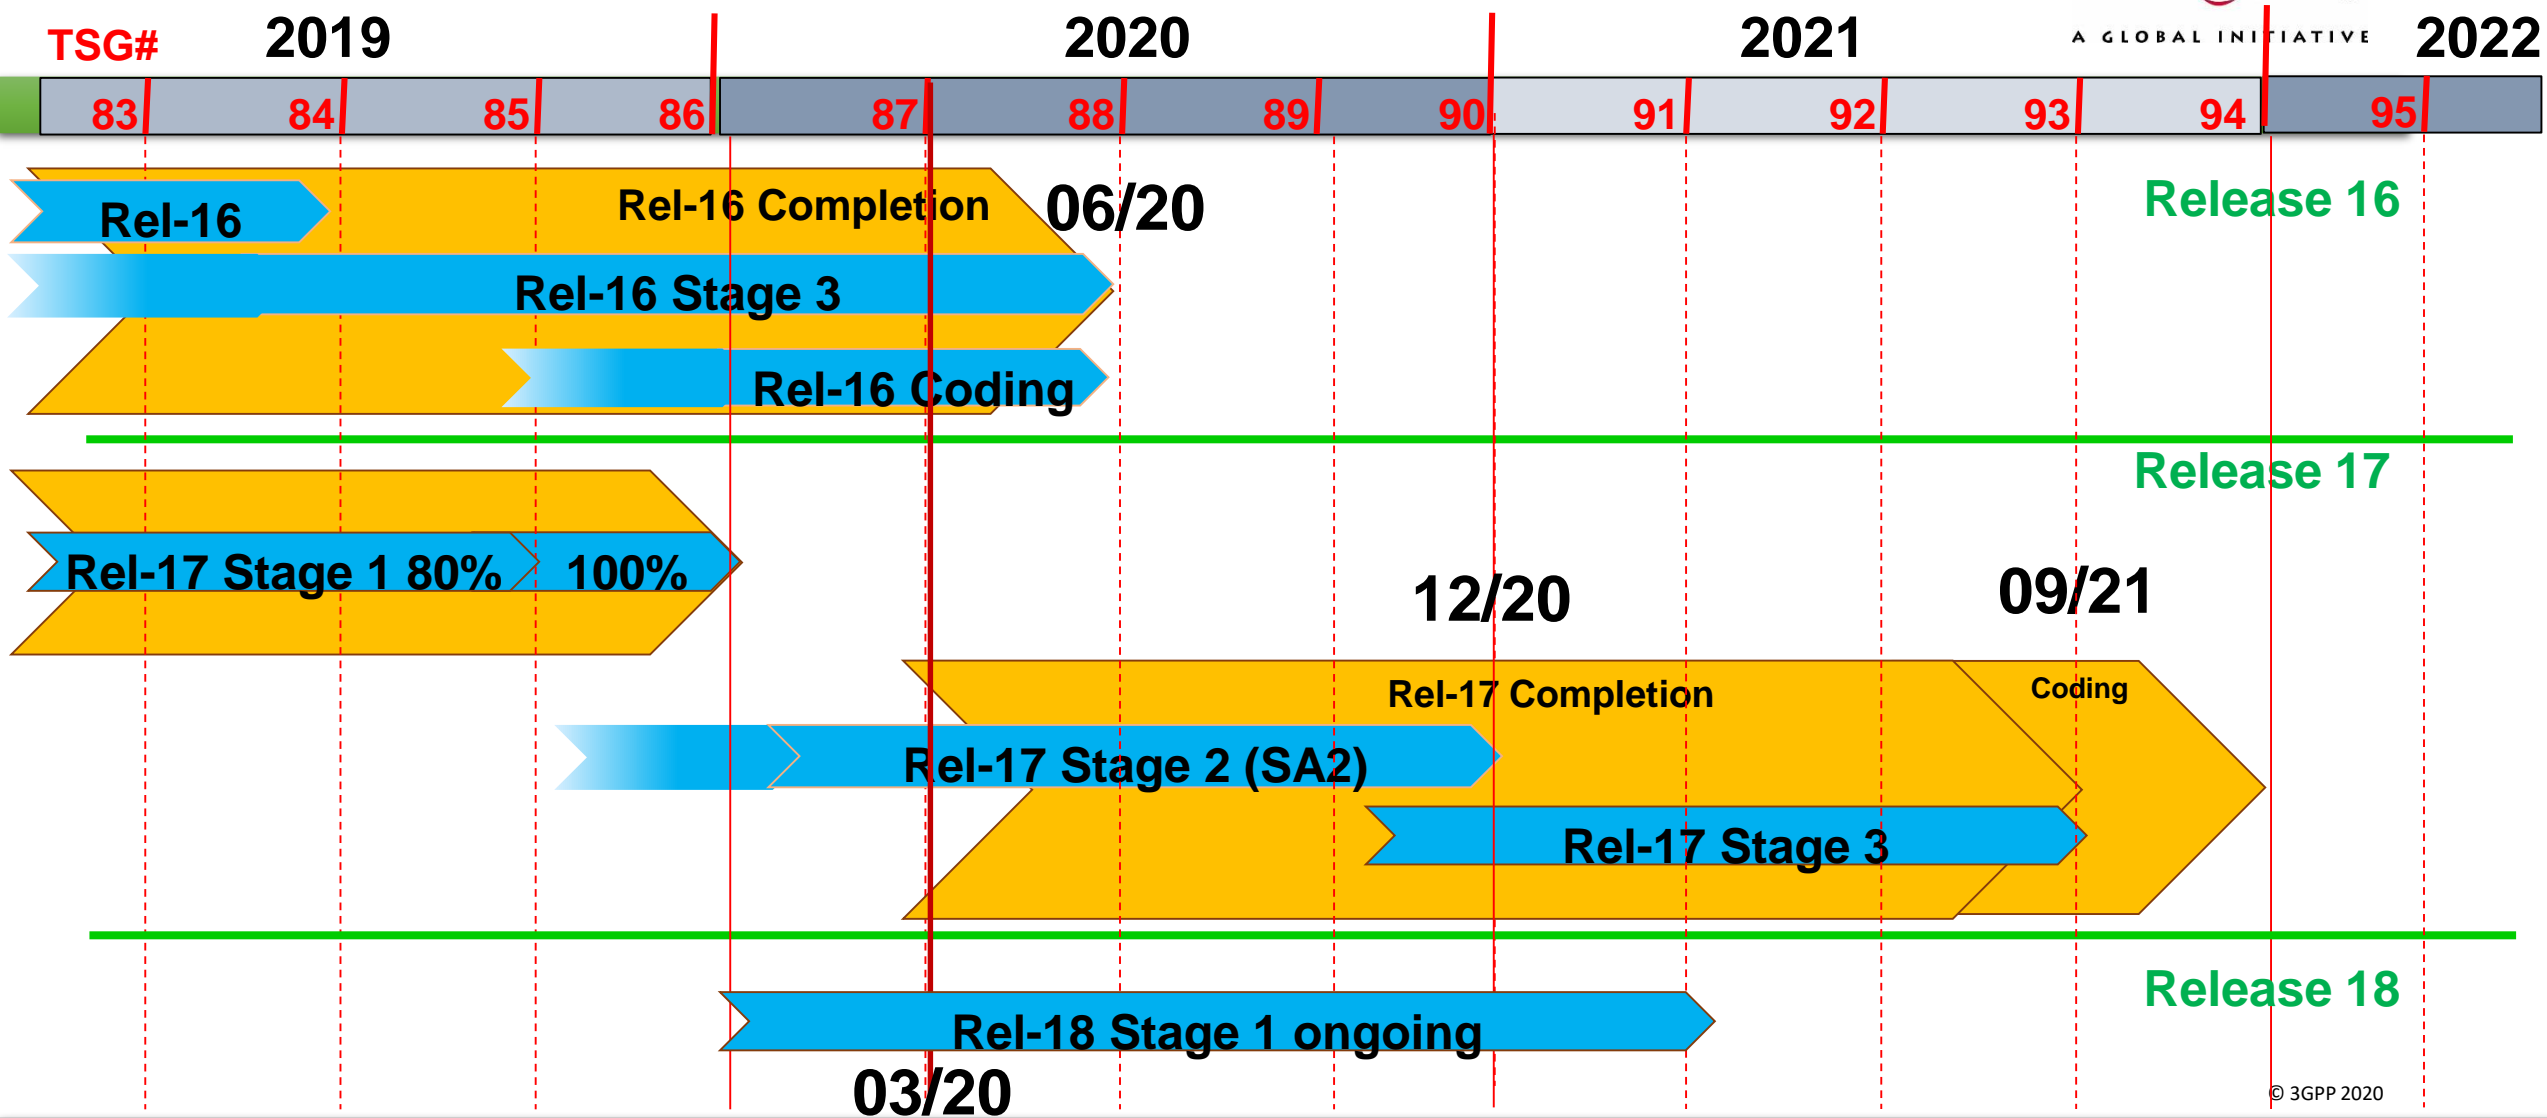 TSG#
2019
2020
2021
A GLOBAL INITIATIVE
2022
83
84
85
86
87
88
89
90
91
92
93
94
95
Rel-16
Rel-16 Completion
06/20
Release 16
Rel-16 Stage 3
Rel-16 Coding
Release 17
Rel-17 Stage 1 80%
100%
12/20
09/21
Rel-17 Completion
Coding
Rel-17 Stage 2 (SA2)
Rel-17 Stage 3
Release 18
Rel-18 Stage 1 ongoing
03/20
© 3GPP 2020